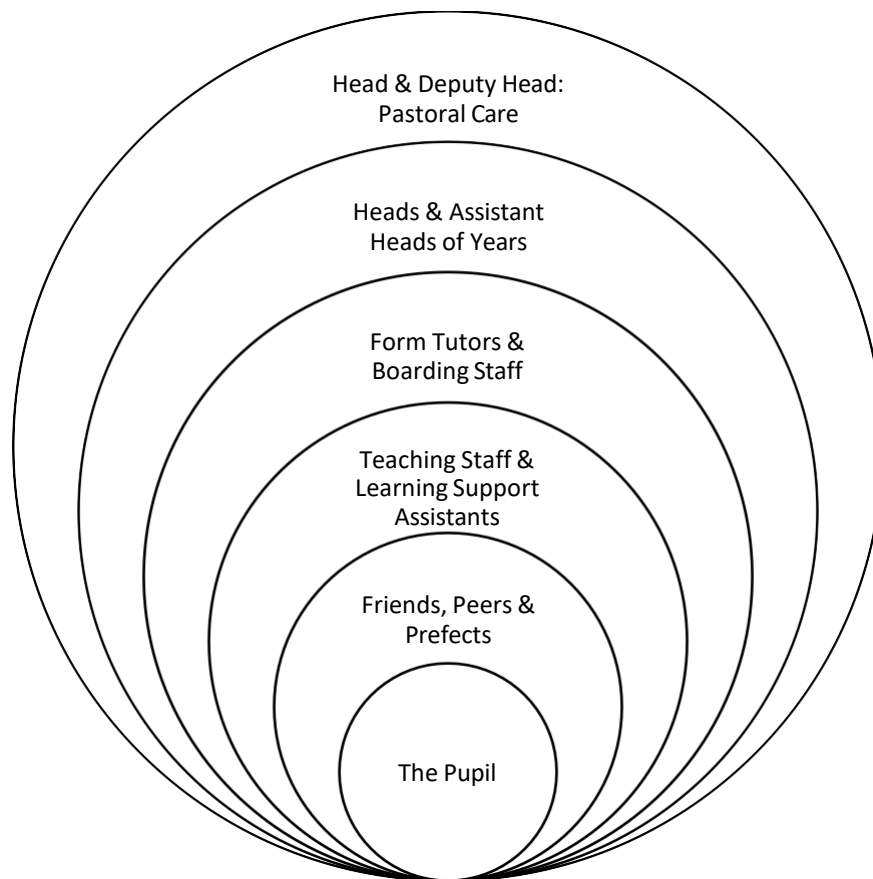 Head & Deputy Head:
Pastoral Care
Heads & Assistant
Heads of Years
Form Tutors &
Boarding Staff
Teaching Staff &
Learning Support
Assistants
Friends, Peers &
Prefects
The Pupil